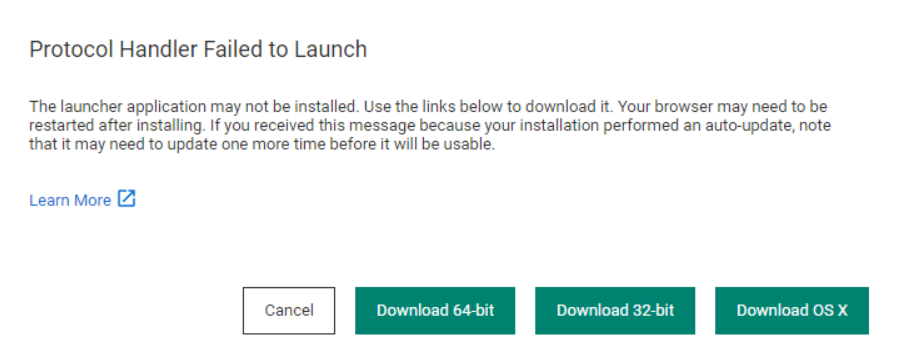 Protocol Handler Failed to Launch
The launcher application may not be installed. Use the links below to download it. Your browser may need to be
restarted after installing. If you received this message because your installation performed an auto-update, note
that it may need to update one more time before it will be usable.
Learn More
Cancel
Download 64-bit
Download 32-bit
Download OS X